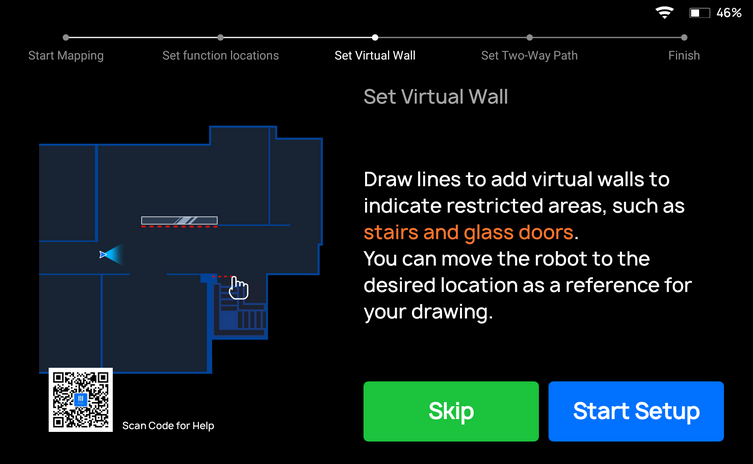 46%
Start Mapping
Set function locations
Set Virtual Wall
Set Two-Way Path
Finish
Set Virtual Wall
Draw lines to add virtual walls to
indicate restricted areas, such as
stairs and glass doors.
You can move the robot to the
desired location as a reference for
your drawing.
Scan Code for Help
Skip
Start Setup